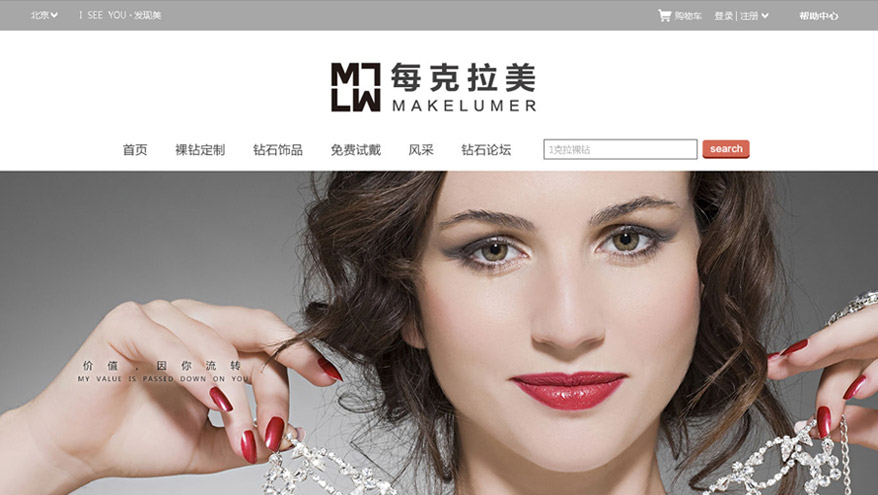 北京
I SEE YOU · 发现美
购物车
登录 | 注册
帮助中心
每克拉美
MAKELUMER
首页 裸钻定制 钻石饰品 免费试戴 风采 钻石论坛
1克拉裸钻
search
价值,因你流转
MY VALUE IS PASSED DOWN ON YOU